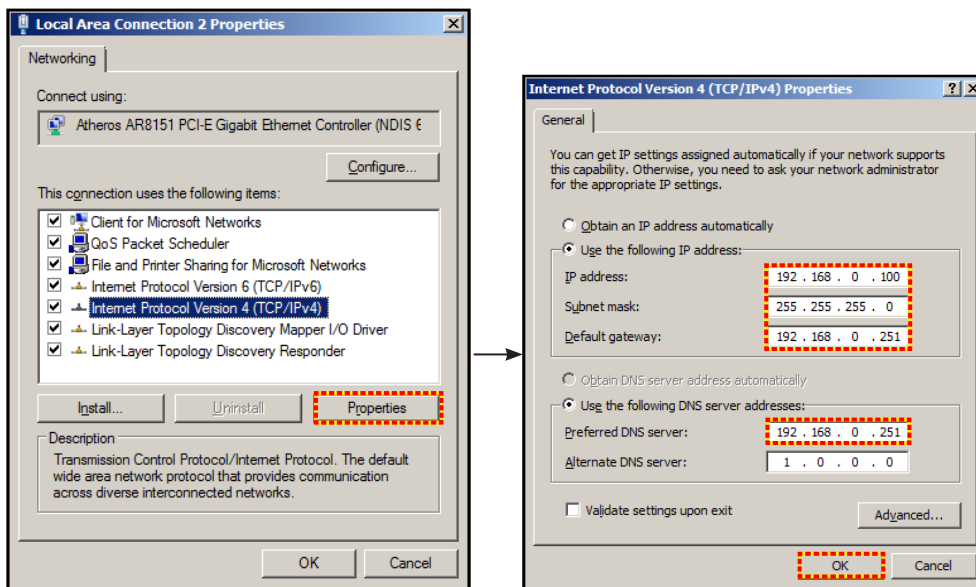 Local Area Connection 2 Properties
Networking
Connect using:
Atheros AR8151 PCI-E Gigabit Ethernet Controller (NDIS 6
Configure...
This connection uses the following items:
Client for Microsoft Networks
QoS Packet Scheduler
File and Printer Sharing for Microsoft Networks
Internet Protocol Version 6 (TCP/IPv6)
Internet Protocol Version 4 (TCP/IPv4)
Link-Layer Topology Discovery Mapper I/O Driver
Link-Layer Topology Discovery Responder
Install... Uninstall Properties
Description
Transmission Control Protocol/Internet Protocol. The default
wide area network protocol that provides communication
across diverse interconnected networks.
OK Cancel
Internet Protocol Version 4 (TCP/IPv4) Properties
General
You can get IP settings assigned automatically if your network supports
this capability. Otherwise, you need to ask your network administrator
for the appropriate IP settings.
Obtain an IP address automatically
Use the following IP address:
IP address: 192 . 168 . 0 . 100
Subnet mask: 255 . 255 . 255 . 0
Default gateway: 192 . 168 . 0 . 251
Obtain DNS server address automatically
Use the following DNS server addresses:
Preferred DNS server: 192 . 168 . 0 . 251
Alternate DNS server: 1 . 0 . 0 . 0
Validate settings upon exit
Advanced...
OK Cancel